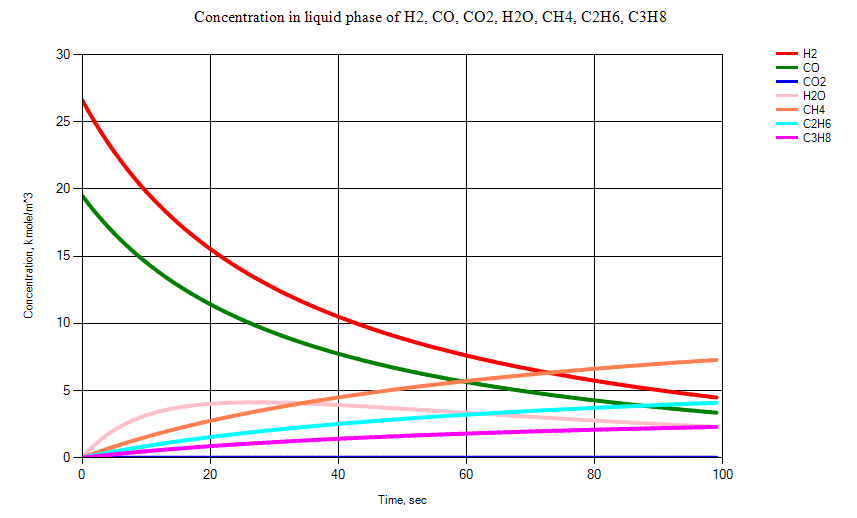 Concentration in liquid phase of H2, CO, CO2, H2O, CH4, C2H6, C3H8
30
25
20
15
10
5
0
Concentration, kmole/m^3
0 20 40 60 80 100
Time, sec
H2
CO
CO2
H2O
CH4
C2H6
C3H8